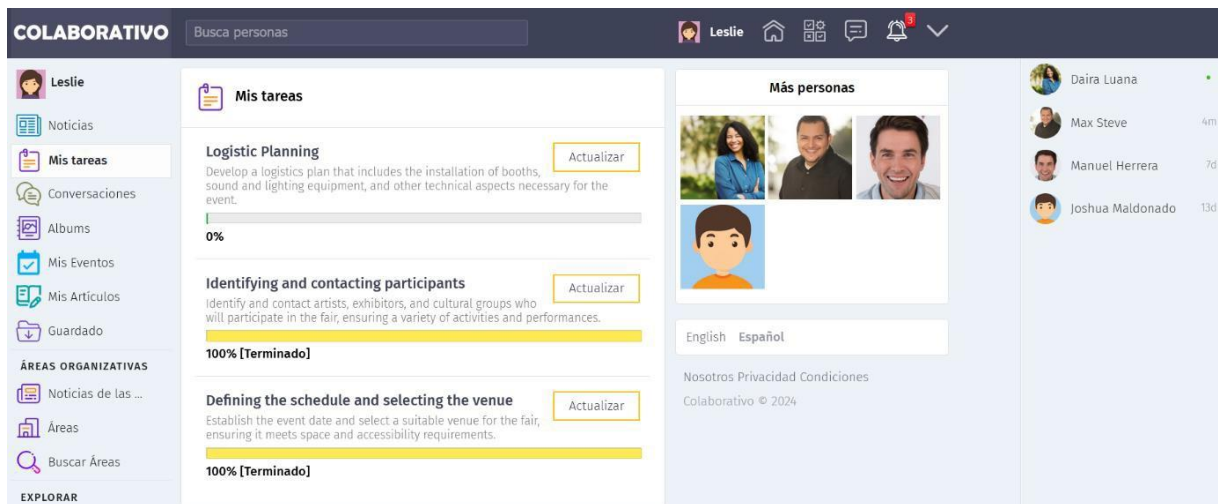 COLABORATIVO
Busca personas
Leslie
3
Leslie
Noticias
Mis tareas
Conversaciones
Albums
Mis Eventos
Mis Artículos
Guardado
ÁREAS ORGANIZATIVAS
Noticias de las ...
Áreas
Buscar Áreas
EXPLORAR
Mis tareas
Logistic Planning
Actualizar
Develop a logistics plan that includes the installation of booths,
sound and lighting equipment, and other technical aspects necessary for the
event.
0%
Identifying and contacting participants
Actualizar
Identify and contact artists, exhibitors, and cultural groups who
will participate in the fair, ensuring a variety of activities and performances.
100% [Terminado]
Defining the schedule and selecting the venue
Actualizar
Establish the event date and select a suitable venue for the fair,
ensuring it meets space and accessibility requirements.
100% [Terminado]
Más personas
English Español
Nosotros Privacidad Condiciones
Colaborativo © 2024
Daira Luana
Max Steve 4m
Manuel Herrera 7d
Joshua Maldonado 13d